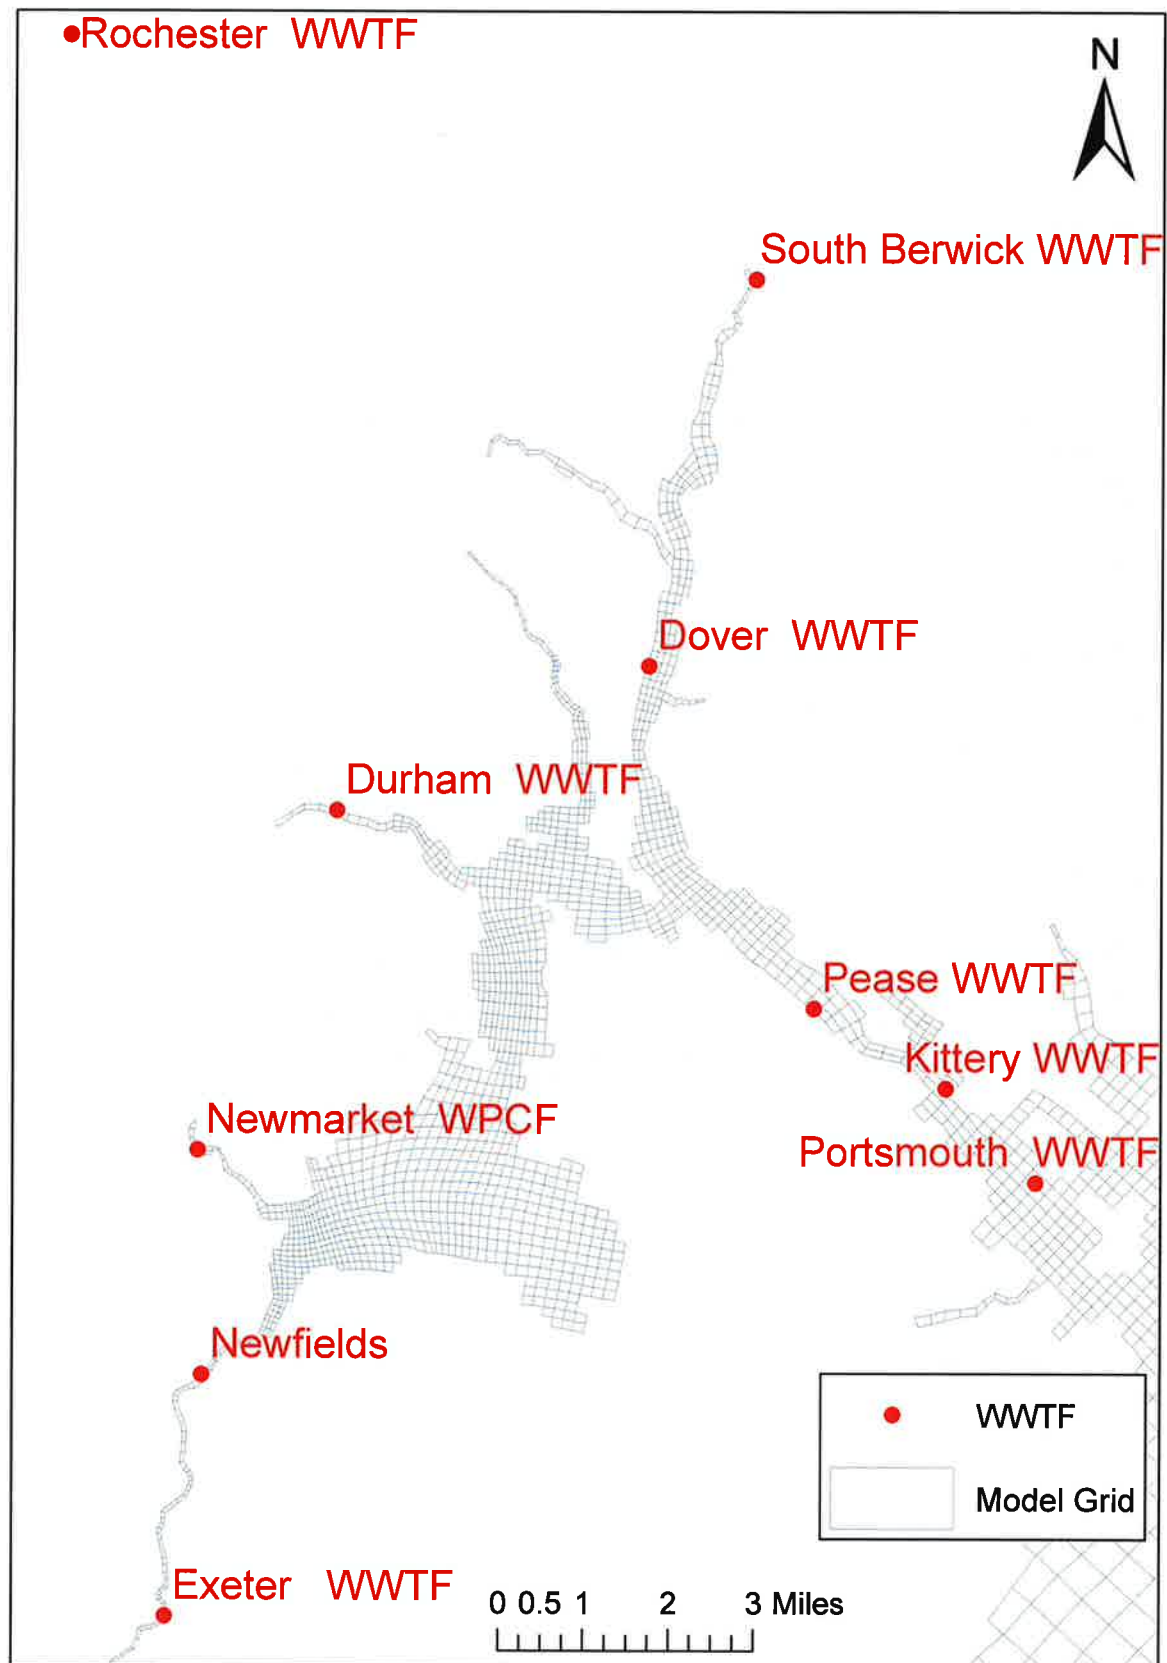 Rochester WWTF
N
South Berwick WWTF
Dover WWTF
Durham WWTF
Pease WWTF
Kittery WWTF
Newmarket WPCF
Portsmouth WWTF
Newfields
WWTF
Model Grid
Exeter WWTF
0 0.5 1 2 3 Miles